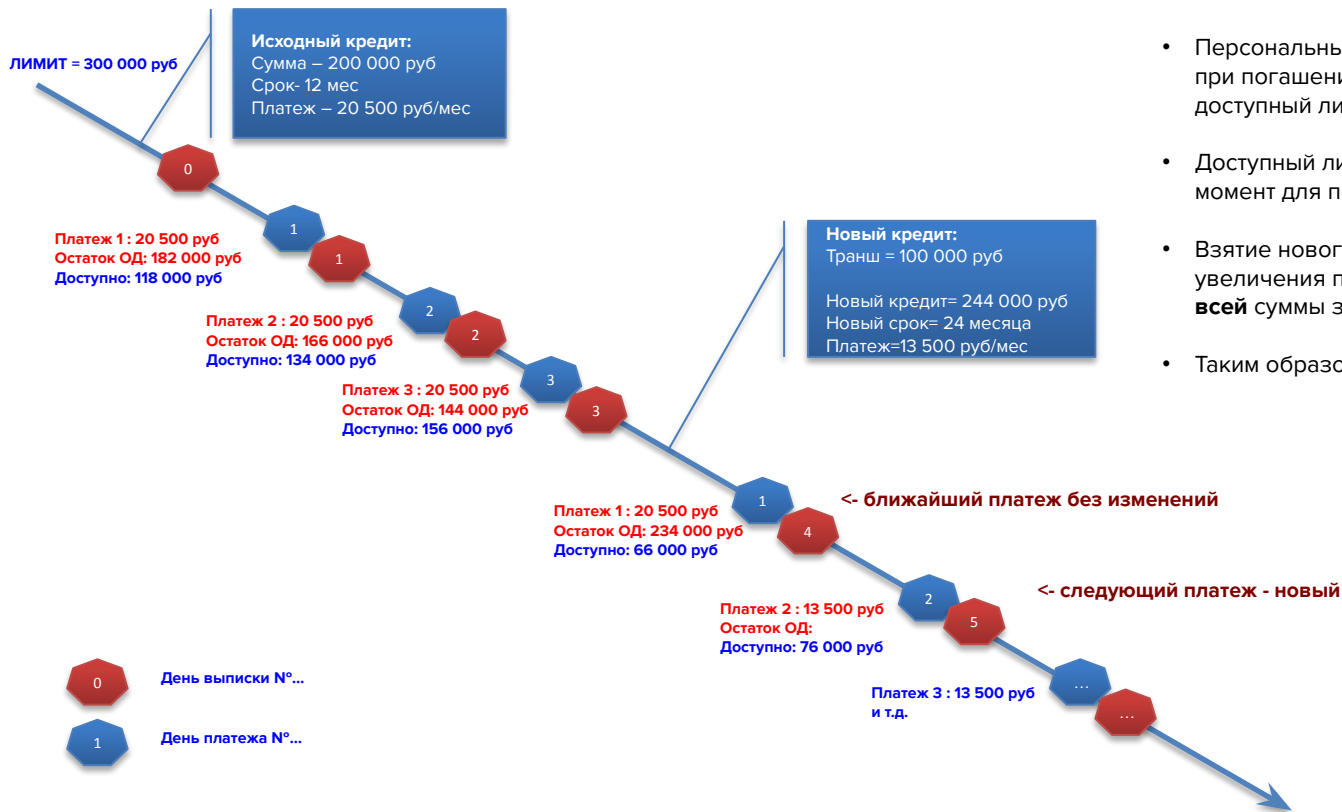 ЛИМИТ = 300 000 руб
Исходный кредит:
Сумма – 200 000 руб
Срок- 12 мес
Платеж – 20 500 руб/мес
0
1
1
Платеж 1 : 20 500 руб
Остаток ОД: 182 000 руб
Доступно: 118 000 руб
2
2
Платеж 2 : 20 500 руб
Остаток ОД: 166 000 руб
Доступно: 134 000 руб
3
3
Платеж 3 : 20 500 руб
Остаток ОД: 144 000 руб
Доступно: 156 000 руб
Новый кредит:
Транш = 100 000 руб
Новый кредит= 244 000 руб
Новый срок= 24 месяца
Платеж=13 500 руб/мес
1
4
<- ближайший платеж без изменений
Платеж 1 : 20 500 руб
Остаток ОД: 234 000 руб
Доступно: 66 000 руб
2
5
<- следующий платеж - новый
Платеж 2 : 13 500 руб
Остаток ОД:
Доступно: 76 000 руб
...
...
Платеж 3 : 13 500 руб
и т.д.
0
День выписки №...
1
День платежа №...
• Персональны
при погашени
доступный ли
• Доступный ли
момент для п
• Взятие новог
увеличения п
всей суммы з
• Таким образо